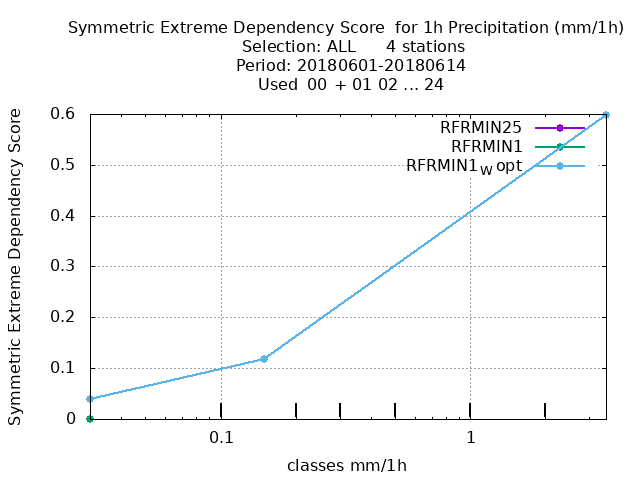 Symmetric Extreme Dependency Score  for 1h Precipitation (mm/1h)
Selection: ALL      4 stations
Period: 20180601-20180614
Used  00 + 01 02 ... 24
Symmetric Extreme Dependency Score
0.6
0.5
0.4
0.3
0.2
0.1
0
RFRMIN25
RFRMIN1
RFRMIN1W opt
0.1
1
classes mm/1h